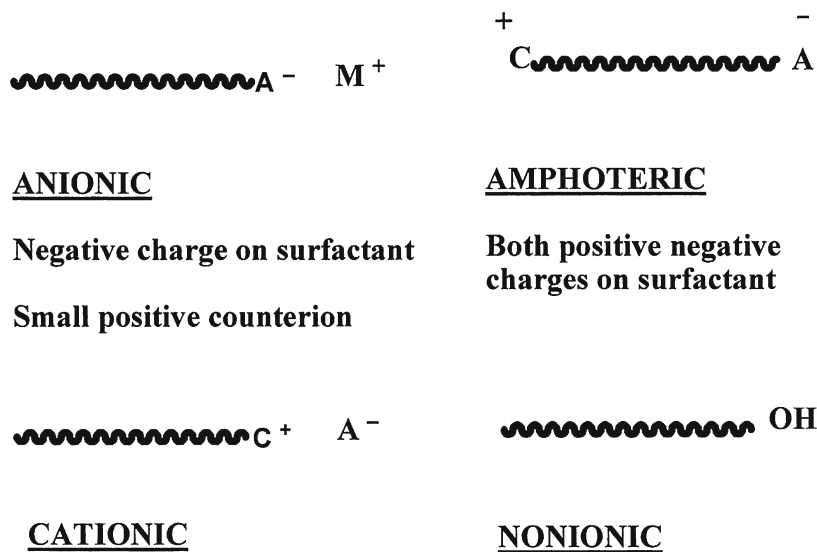 A – M +
ANIONIC
Negative charge on surfactant
Small positive counterion
C + A –
CATIONIC
+ –
C A
AMPHOTERIC
Both positive negative
charges on surfactant
OH
NONIONIC